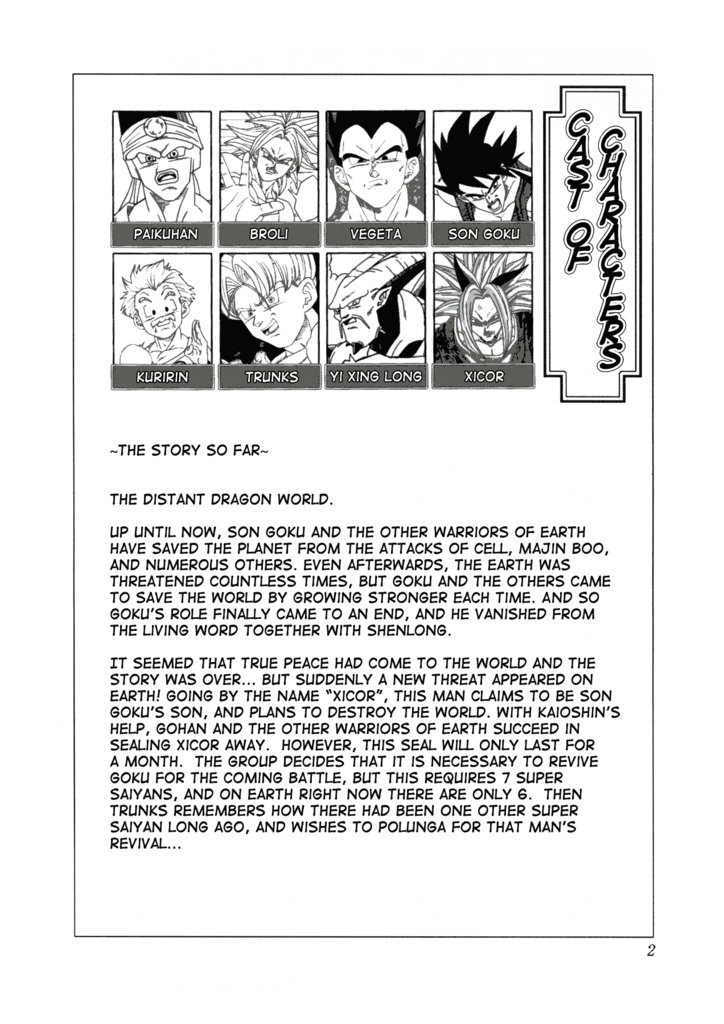 CAST OF
CHARACTERS
PAIKUHAN
BROLI
VEGETA
SON GOKU
KURIRIN
TRUNKS
YI XING LONG
XICOR
~THE STORY SO FAR~
THE DISTANT DRAGON WORLD.
UP UNTIL NOW, SON GOKU AND THE OTHER WARRIORS OF EARTH
HAVE SAVED THE PLANET FROM THE ATTACKS OF CELL, MAJIN BOO,
AND NUMEROUS OTHERS. EVEN AFTERWARDS, THE EARTH WAS
THREATENED COUNTLESS TIMES, BUT GOKU AND THE OTHERS CAME
TO SAVE THE WORLD BY GROWING STRONGER EACH TIME. AND SO
GOKU'S ROLE FINALLY CAME TO AN END, AND HE VANISHED FROM
THE LIVING WORD TOGETHER WITH SHENLONG.
IT SEEMED THAT TRUE PEACE HAD COME TO THE WORLD AND THE
STORY WAS OVER... BUT SUDDENLY A NEW THREAT APPEARED ON
EARTH! GOING BY THE NAME "XICOR", THIS MAN CLAIMS TO BE SON
GOKU'S SON, AND PLANS TO DESTROY THE WORLD. WITH KAIOSHIN'S
HELP, GOHAN AND THE OTHER WARRIORS OF EARTH SUCCEED IN
SEALING XICOR AWAY. HOWEVER, THIS SEAL WILL ONLY LAST FOR
A MONTH. THE GROUP DECIDES THAT IT IS NECESSARY TO REVIVE
GOKU FOR THE COMING BATTLE, BUT THIS REQUIRES 7 SUPER
SAIYANS, AND ON EARTH RIGHT NOW THERE ARE ONLY 6. THEN
TRUNKS REMEMBERS HOW THERE HAD BEEN ONE OTHER SUPER
SAIYAN LONG AGO, AND WISHES TO POLUNGA FOR THAT MAN'S
REVIVAL...
2